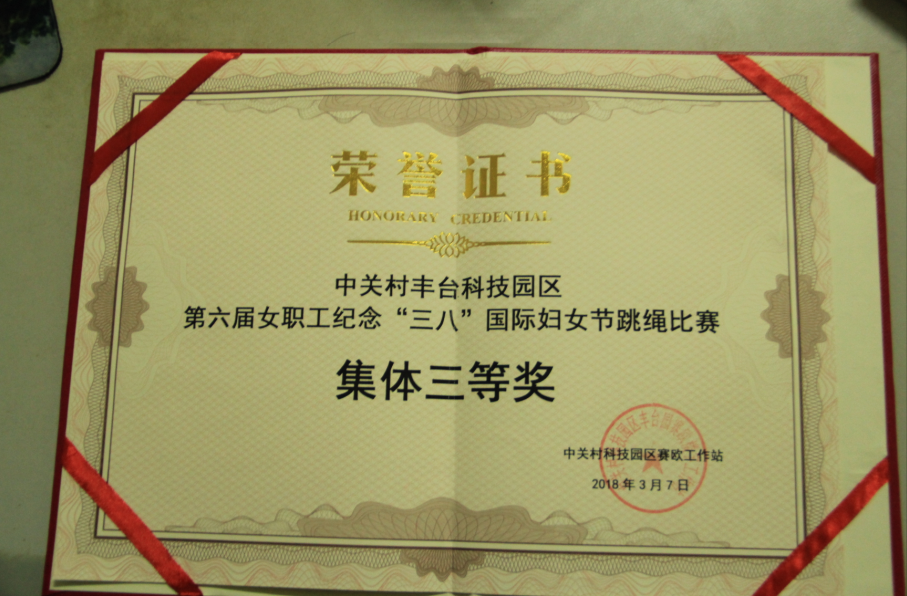 荣誉证书
HONORARY CREDENTIAL
中关村丰台科技园区
第六届女职工纪念“三八”国际妇女节跳绳比赛
集体三等奖
中关村科技园区赛欧工作站
2018年3月7日